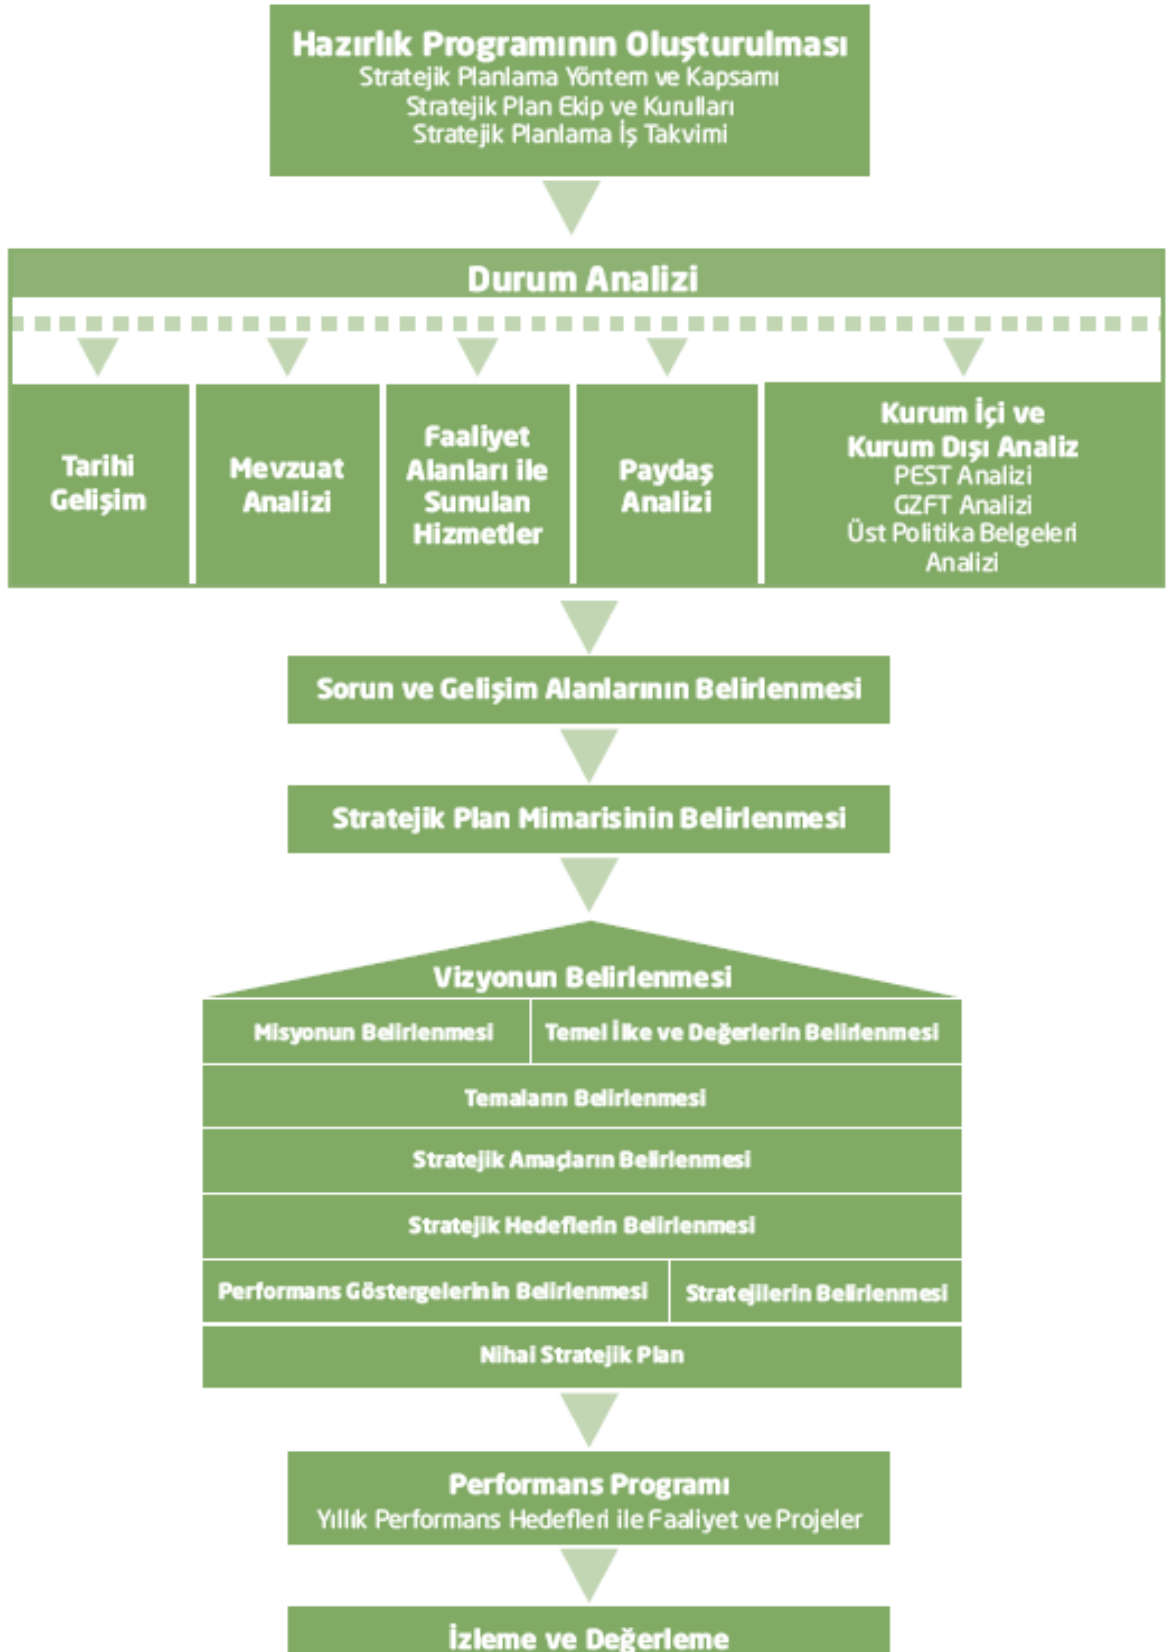 Hazırlık Programının Oluşturulması
Stratejik Planlama Yöntem ve Kapsamı
Stratejik Plan Ekip ve Kurulları
Stratejik Planlama İş Takvimi
Durum Analizi
Tarihi
Gelişim
Mevzuat
Analizi
Faaliyet
Alanları ile
Sunulan
Hizmetler
Paydaş
Analizi
Kurum İçi ve
Kurum Dışı Analiz
PEST Analizi
GZFT Analizi
Üst Politika Belgeleri
Analizi
Sorun ve Gelişim Alanlarının Belirlenmesi
Stratejik Plan Mimarisinin Belirlenmesi
Vizyonun Belirlenmesi
Misyonun Belirlenmesi
Temel İlke ve Değerlerin Belirlenmesi
Temaların Belirlenmesi
Stratejik Amaçların Belirlenmesi
Stratejik Hedeflerin Belirlenmesi
Performans Göstergelerinin Belirlenmesi
Stratejilerin Belirlenmesi
Nihai Stratejik Plan
Performans Programı
Yıllık Performans Hedefleri ile Faaliyet ve Projeler
İzleme ve Değerleme